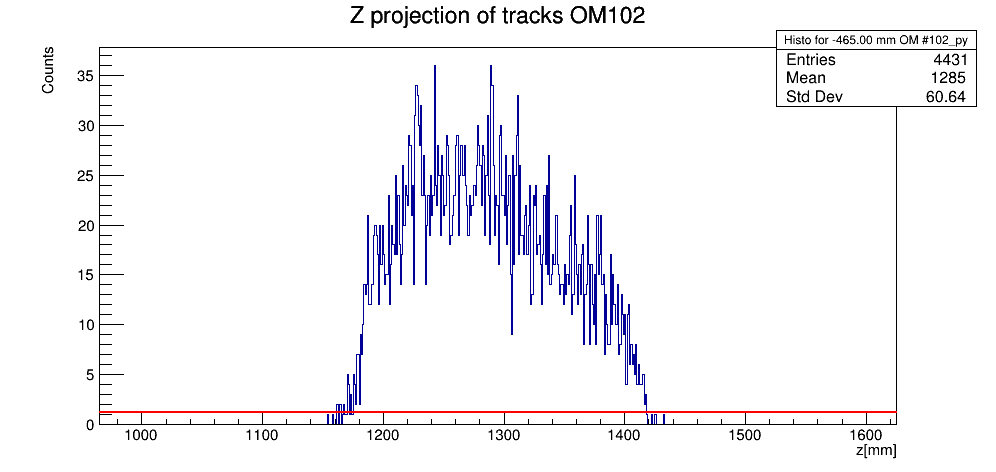 Z projection of tracks OM102
Histo for -465.00 mm OM #102_py
Entries 4431
Mean 1285
Std Dev 60.64
Counts
35
30
25
20
15
10
5
0
1000 1100 1200 1300 1400 1500 1600
z[mm]